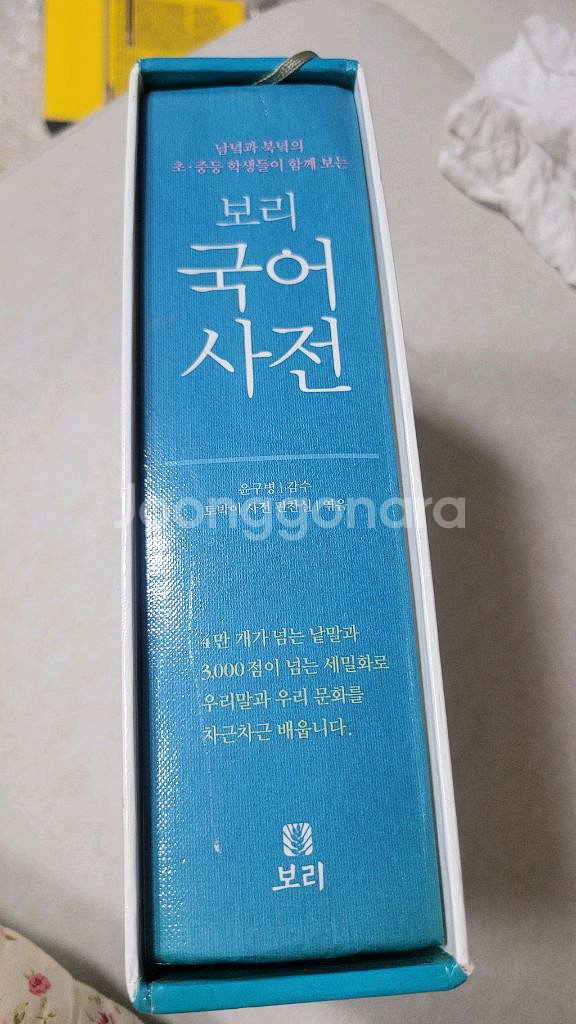 남녘과 북녘의
초·중등 학생들이 함께 보는
보리
국어
사전
윤구병 | 감수
토박이 사전 편찬실 | 엮음
Joonggonara
4만 개가 넘는 낱말과
3,000 점이 넘는 세밀화로
우리말과 우리 문화를
차근차근 배웁니다.
보리